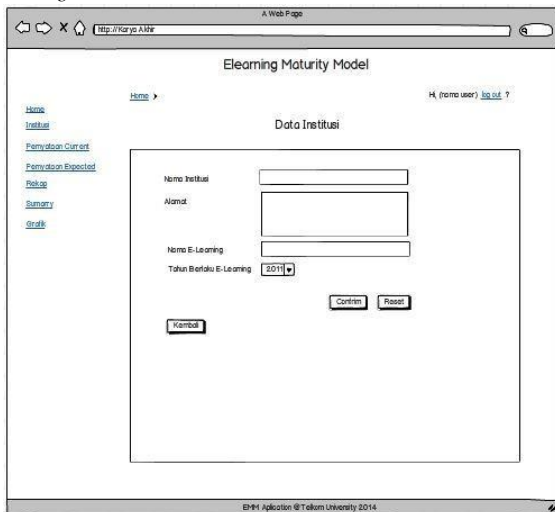 A Web Page
http://Karya Akhir
Elearning Maturity Model
Home > Hi, (nama user) log out ?
Home
Institusi
Pernyataan Current
Pernyataan Expected
Rekap
Sumarry
Grafik
Data Institusi
Nama Institusi
Alamat
Nama E-Learning
Tahun Berlaku E-Learning 2011
Confrim Reset
Kembali
EMM Aplication @Telkom University 2014